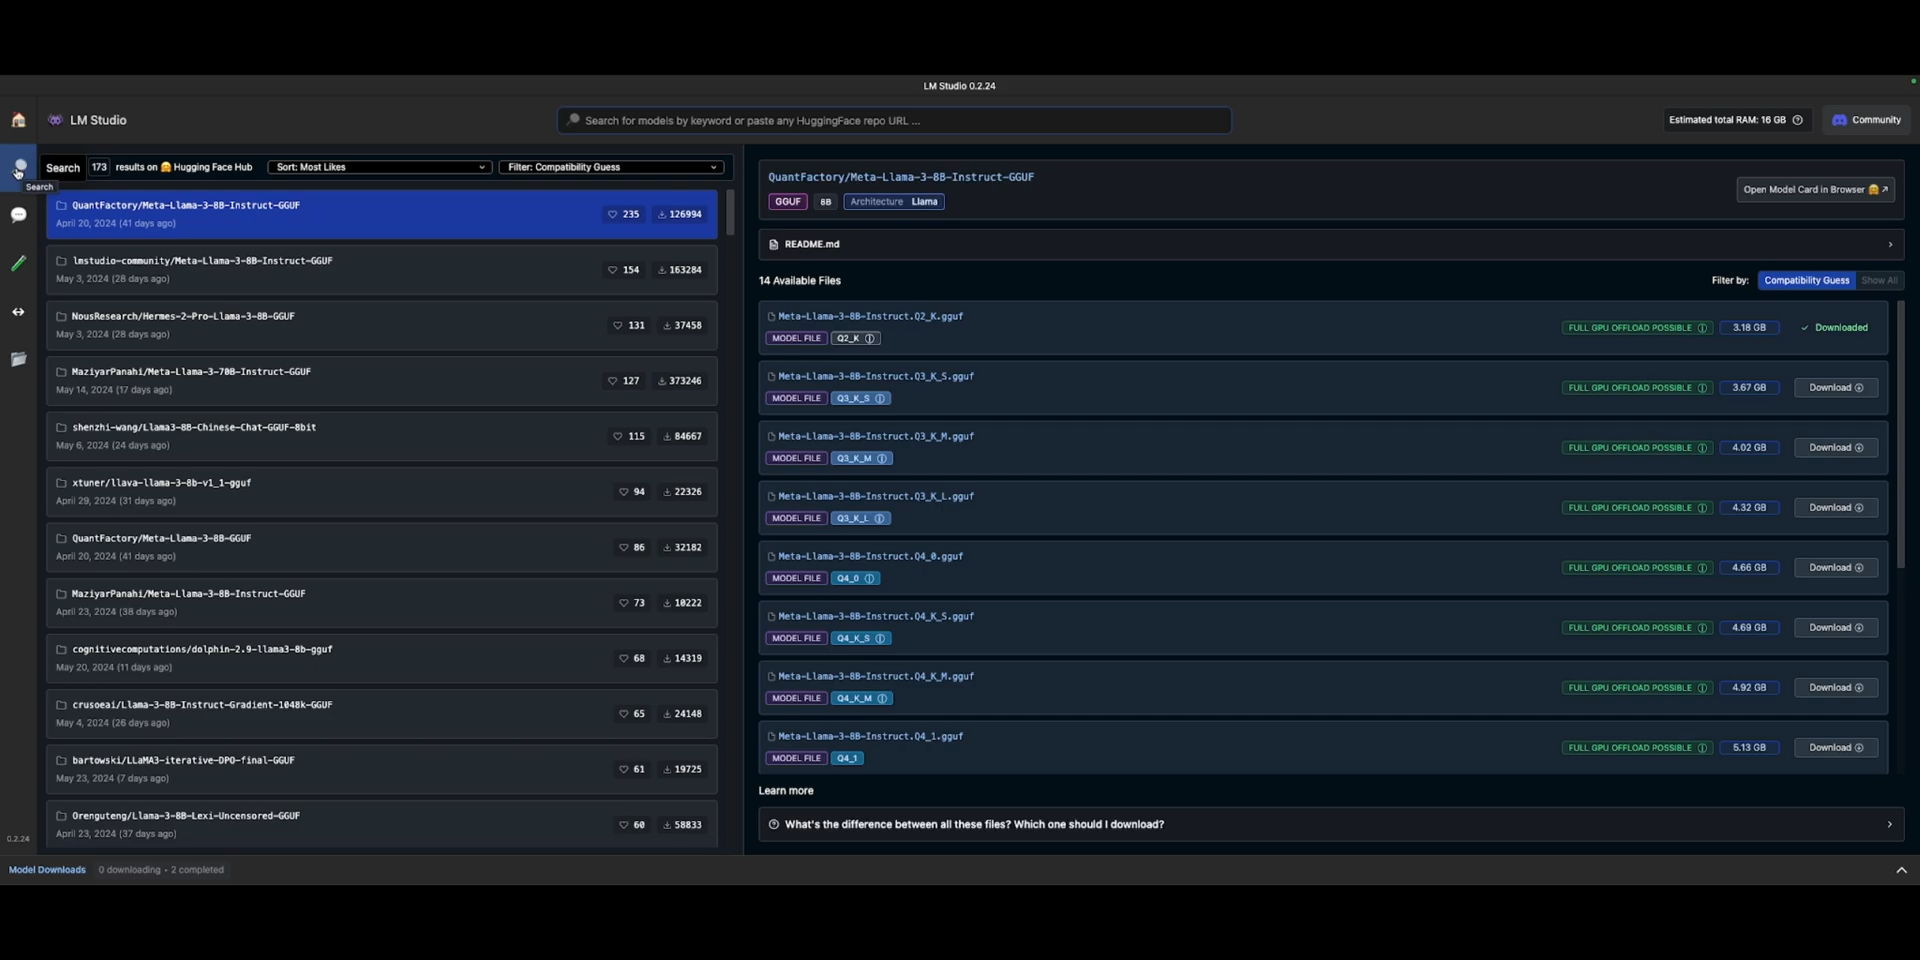 LM Studio 0.2.24
LM Studio
Search for models by keyword or paste any HuggingFace repo URL ...
Estimated total RAM: 16 GB
Community
Search
173 results on 🤗 Hugging Face Hub
Sort: Most Likes
Filter: Compatibility Guess
Search
QuantFactory/Meta-Llama-3-8B-Instruct-GGUF
235 126994
April 20, 2024 (41 days ago)
lmstudio-community/Meta-Llama-3-8B-Instruct-GGUF
154 163284
May 3, 2024 (28 days ago)
NousResearch/Hermes-2-Pro-Llama-3-8B-GGUF
131 37458
May 3, 2024 (28 days ago)
MaziyarPanahi/Meta-Llama-3-70B-Instruct-GGUF
127 373246
May 14, 2024 (17 days ago)
shenzhi-wang/Llama3-8B-Chinese-Chat-GGUF-8bit
115 84667
May 6, 2024 (24 days ago)
xtuner/llava-llama-3-8b-v1_1-gguf
94 22326
April 29, 2024 (31 days ago)
QuantFactory/Meta-Llama-3-8B-GGUF
86 32182
April 20, 2024 (41 days ago)
MaziyarPanahi/Meta-Llama-3-8B-Instruct-GGUF
73 10222
April 23, 2024 (38 days ago)
cognitivecomputations/dolphin-2.9-llama3-8b-gguf
68 14319
May 20, 2024 (11 days ago)
crusoeai/Llama-3-8B-Instruct-Gradient-1048k-GGUF
65 24148
May 4, 2024 (26 days ago)
bartowski/LLaMA3-iterative-DPO-final-GGUF
61 19725
May 23, 2024 (7 days ago)
Orenguteng/Llama-3-8B-Lexi-Uncensored-GGUF
60 58833
April 23, 2024 (37 days ago)
0.2.24
QuantFactory/Meta-Llama-3-8B-Instruct-GGUF
GGUF 8B Architecture Llama
Open Model Card in Browser 🤗 ↗
README.md
14 Available Files
Filter by: Compatibility Guess Show All
Meta-Llama-3-8B-Instruct.Q2_K.gguf
MODEL FILE Q2_K
FULL GPU OFFLOAD POSSIBLE 3.18 GB ✓ Downloaded
Meta-Llama-3-8B-Instruct.Q3_K_S.gguf
MODEL FILE Q3_K_S
FULL GPU OFFLOAD POSSIBLE 3.67 GB Download
Meta-Llama-3-8B-Instruct.Q3_K_M.gguf
MODEL FILE Q3_K_M
FULL GPU OFFLOAD POSSIBLE 4.02 GB Download
Meta-Llama-3-8B-Instruct.Q3_K_L.gguf
MODEL FILE Q3_K_L
FULL GPU OFFLOAD POSSIBLE 4.32 GB Download
Meta-Llama-3-8B-Instruct.Q4_0.gguf
MODEL FILE Q4_0
FULL GPU OFFLOAD POSSIBLE 4.66 GB Download
Meta-Llama-3-8B-Instruct.Q4_K_S.gguf
MODEL FILE Q4_K_S
FULL GPU OFFLOAD POSSIBLE 4.69 GB Download
Meta-Llama-3-8B-Instruct.Q4_K_M.gguf
MODEL FILE Q4_K_M
FULL GPU OFFLOAD POSSIBLE 4.92 GB Download
Meta-Llama-3-8B-Instruct.Q4_1.gguf
MODEL FILE Q4_1
FULL GPU OFFLOAD POSSIBLE 5.13 GB Download
Learn more
What's the difference between all these files? Which one should I download?
Model Downloads 0 downloading • 2 completed